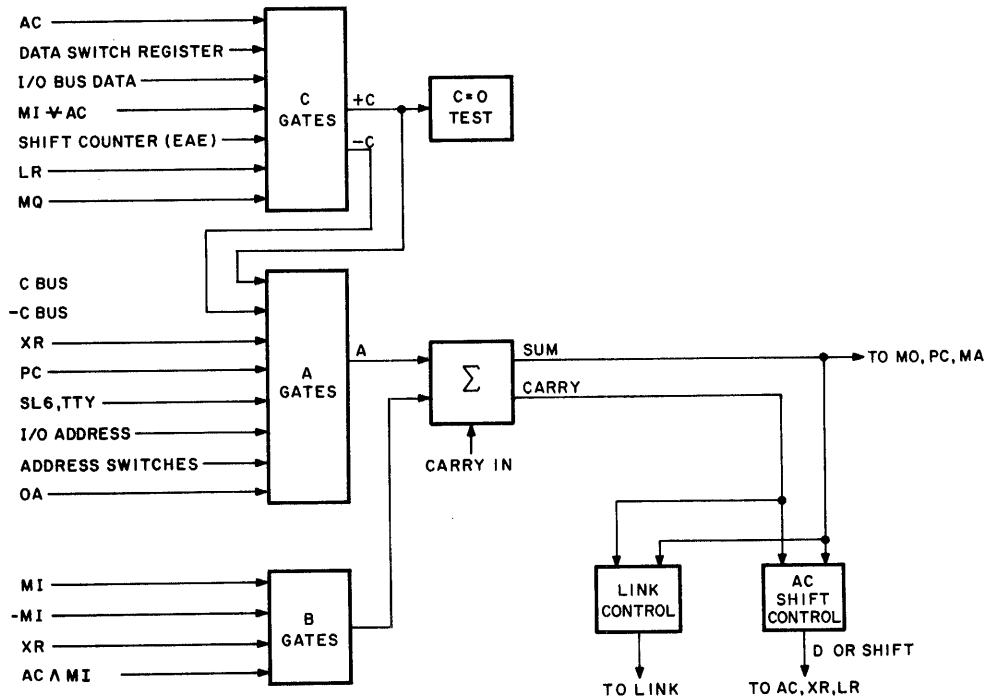 AC
DATA SWITCH REGISTER
I/O BUS DATA
MI ⊻ AC
SHIFT COUNTER (EAE)
LR
MQ
C
GATES
+C
-C
C=0
TEST
C BUS
-C BUS
XR
PC
SL6,TTY
I/O ADDRESS
ADDRESS SWITCHES
OA
A
GATES
A
Σ
CARRY IN
SUM
CARRY
TO MO, PC, MA
MI
-MI
XR
AC ∧ MI
B
GATES
LINK
CONTROL
AC
SHIFT
CONTROL
D OR SHIFT
TO LINK
TO AC, XR, LR